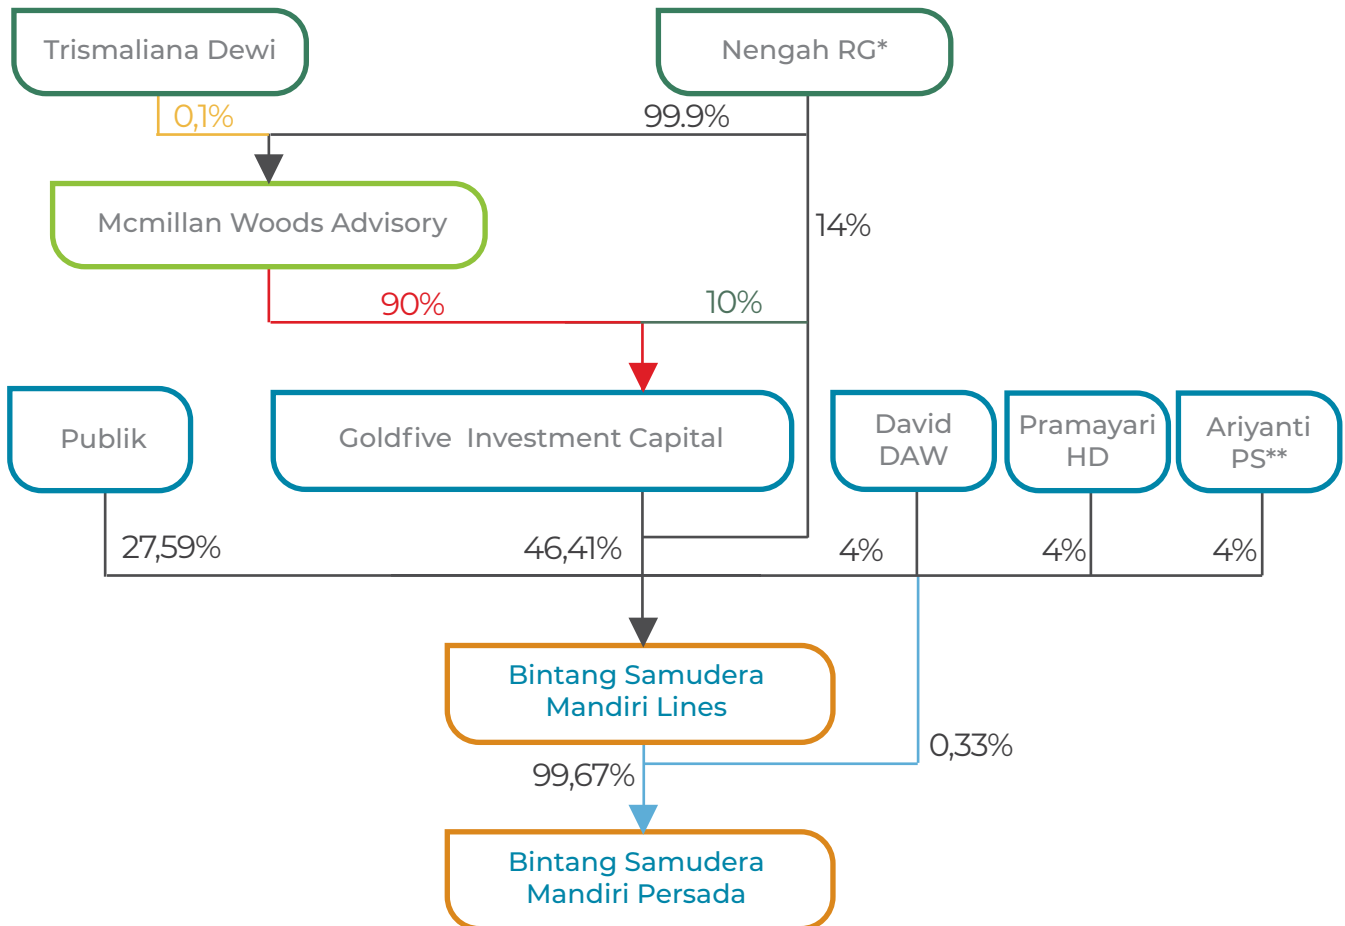 Trismaliana Dewi
Nengah RG*
0,1%
99.9%
Mcmillan Woods Advisory
14%
90%
10%
Publik
Goldfive Investment Capital
David
DAW
Pramayari
HD
Ariyanti
PS**
27,59%
46,41%
4%
4%
4%
Bintang Samudera
Mandiri Lines
0,33%
99,67%
Bintang Samudera
Mandiri Persada